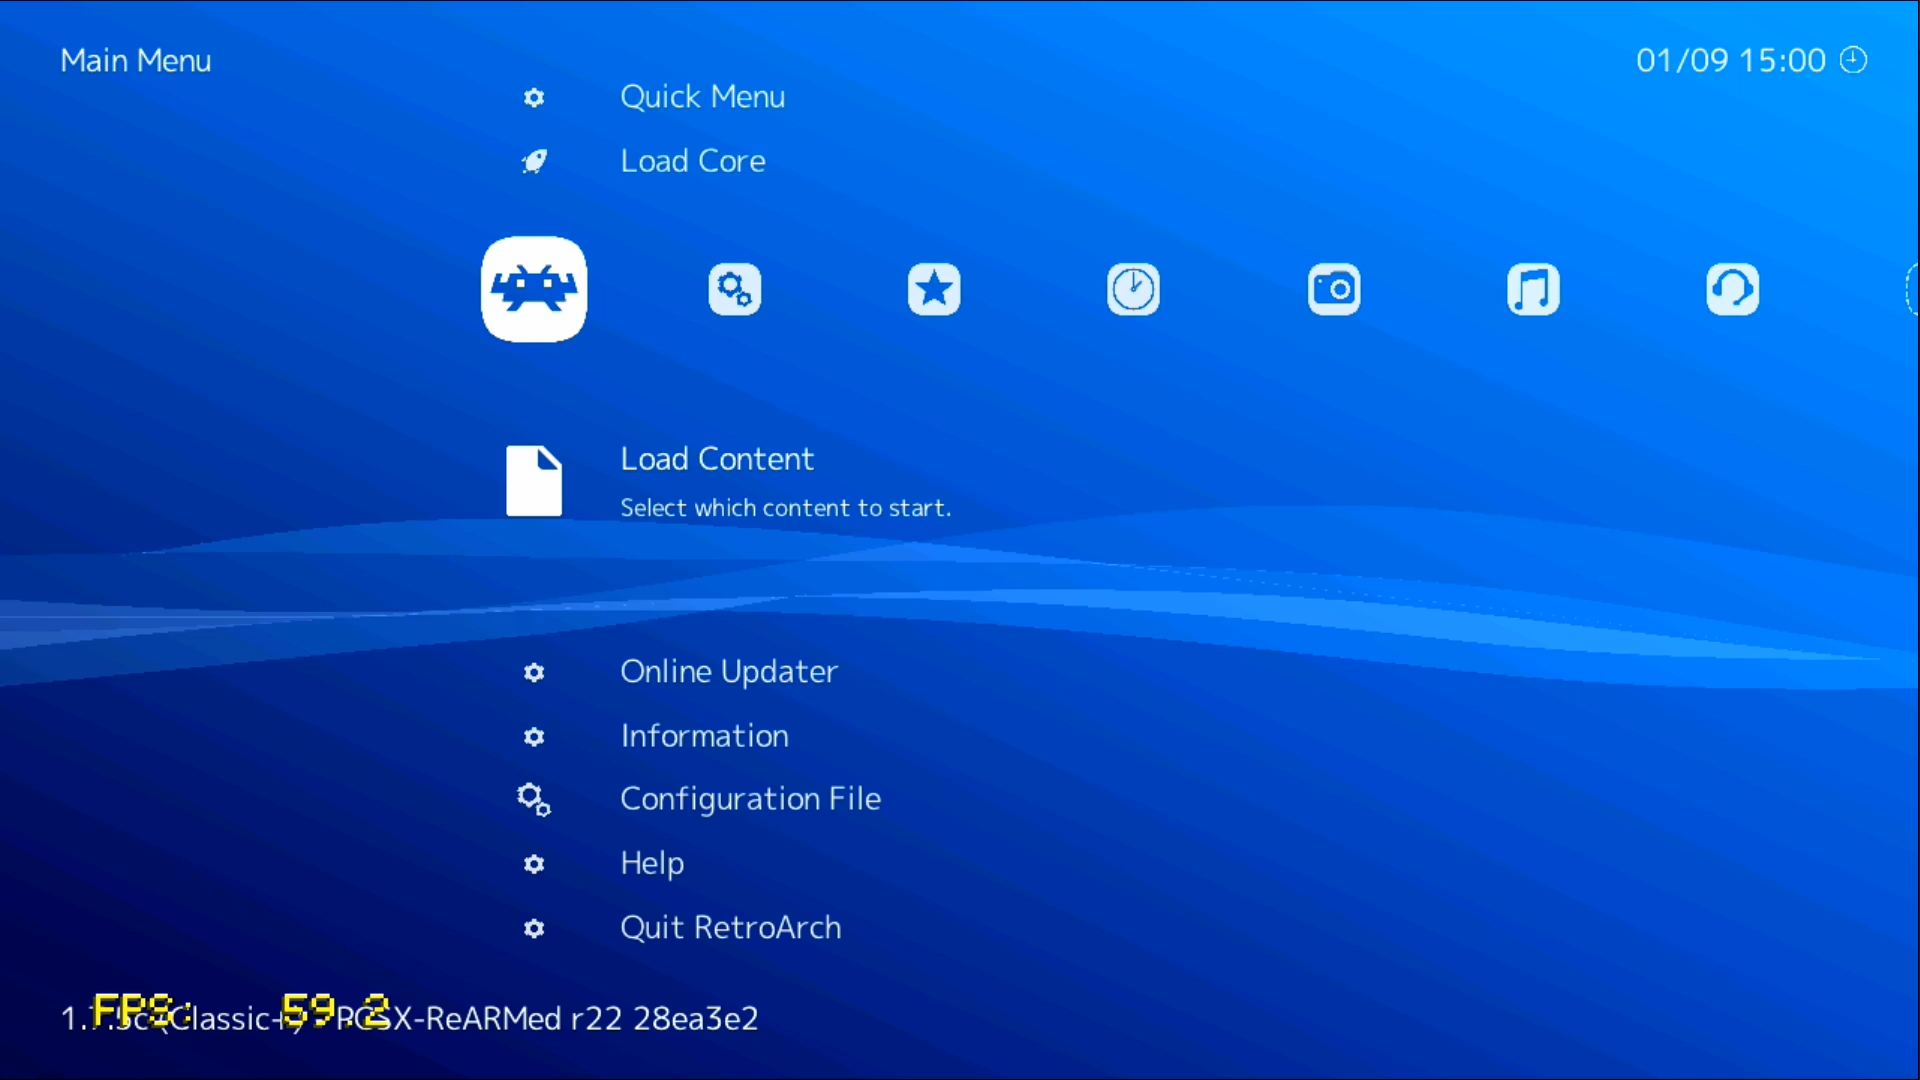 Main Menu
01/09 15:00
Quick Menu
Load Core
Load Content
Select which content to start.
Online Updater
Information
Configuration File
Help
Quit RetroArch
FPS: 59.2
PCSX-ReARMed r22 28ea3e2